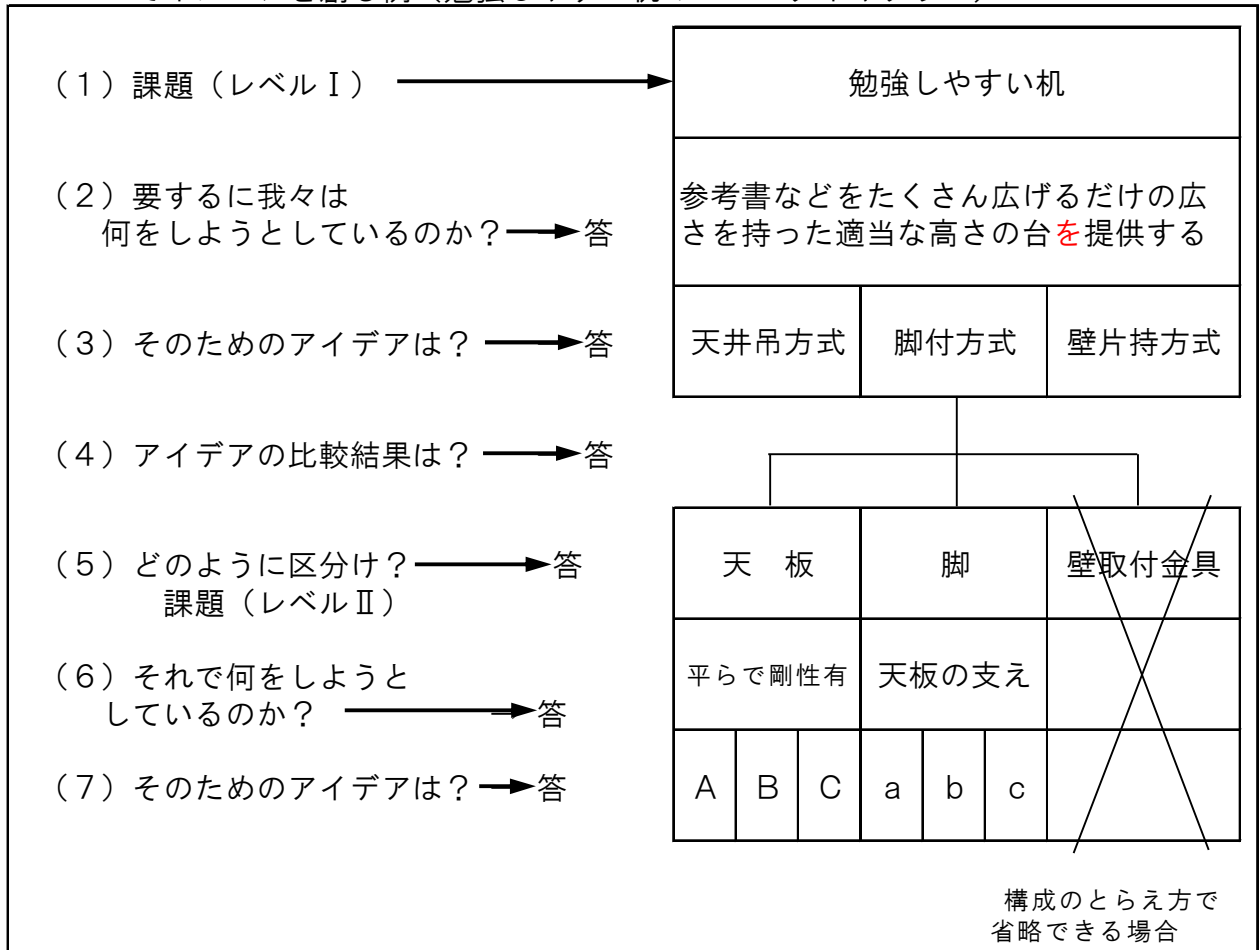 （１）課題（レベルⅠ）
勉強しやすい机
（２）要するに我々は
何をしようとしているのか？
答
参考書などをたくさん広げるだけの広
さを持った適当な高さの台を提供する
（３）そのためのアイデアは？
答
天井吊方式
脚付方式
壁片持方式
（４）アイデアの比較結果は？
答
（５）どのように区分け？
答
課題（レベルⅡ）
天　板
脚
壁取付金具
（６）それで何をしようと
しているのか？
答
平らで剛性有
天板の支え
（７）そのためのアイデアは？
答
A
B
C
a
b
c
構成のとらえ方で
省略できる場合